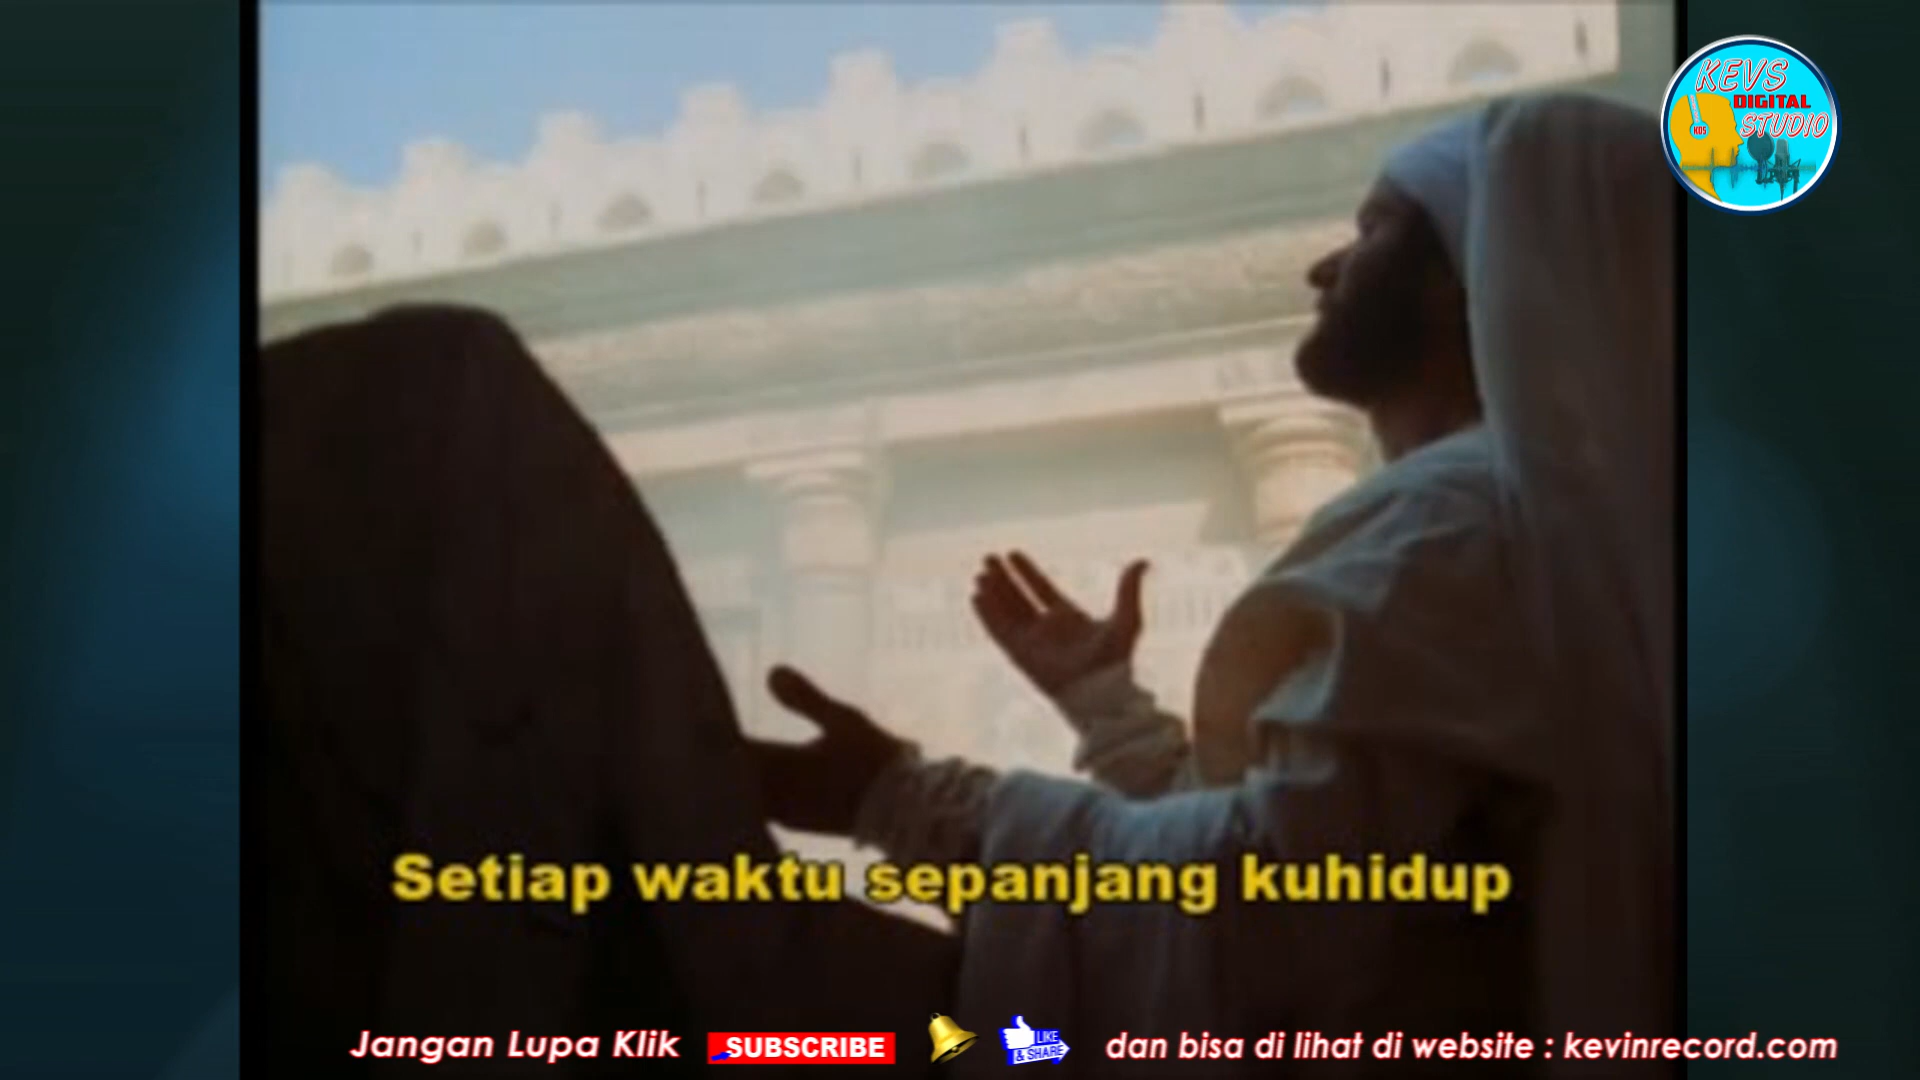 KEVS
DIGITAL
STUDIO
KDS
Setiap waktu sepanjang kuhidup
Jangan Lupa Klik SUBSCRIBE LIKE & SHARE dan bisa di lihat di website : kevinrecord.com